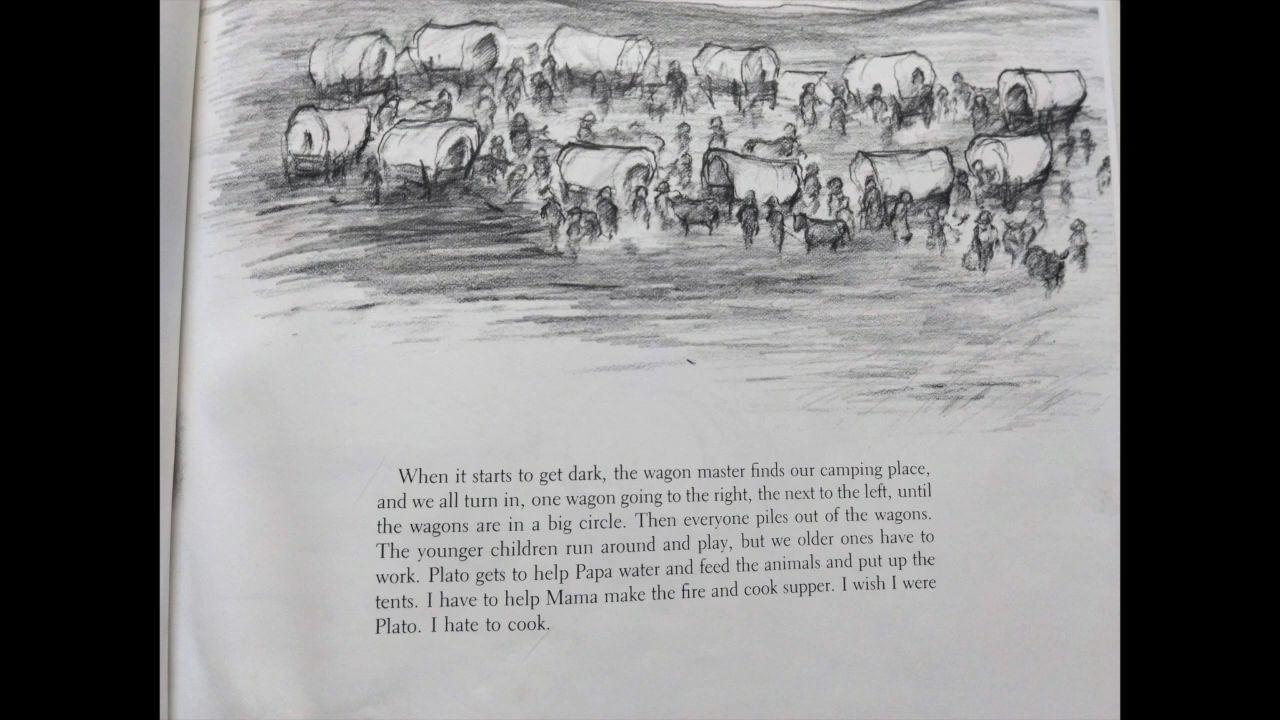 When it starts to get dark, the wagon master finds our camping place,
and we all turn in, one wagon going to the right, the next to the left, until
the wagons are in a big circle. Then everyone piles out of the wagons.
The younger children run around and play, but we older ones have to
work. Plato gets to help Papa water and feed the animals and put up the
tents. I have to help Mama make the fire and cook supper. I wish I were
Plato. I hate to cook.